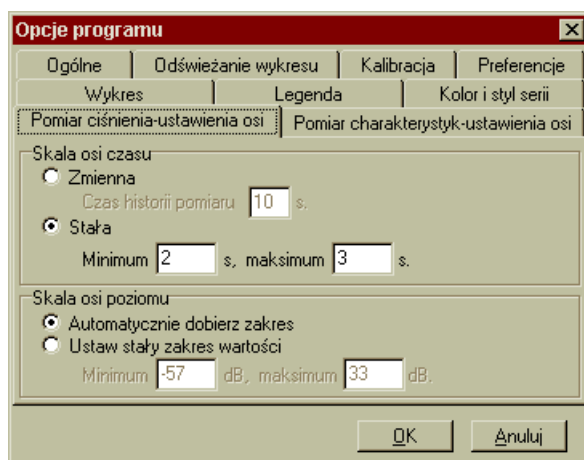 Opcje programu
Ogólne Odświeżanie wykresu Kalibracja Preferencje
Wykres Legenda Kolor i styl serii
Pomiar ciśnienia-ustawienia osi Pomiar charakterystyk-ustawienia osi
Skala osi czasu
Zmienna
Czas historii pomiaru 10 s.
Stała
Minimum 2 s, maksimum 3 s.
Skala osi poziomu
Automatycznie dobierz zakres
Ustaw stały zakres wartości
Minimum -57 dB, maksimum 33 dB.
OK Anuluj